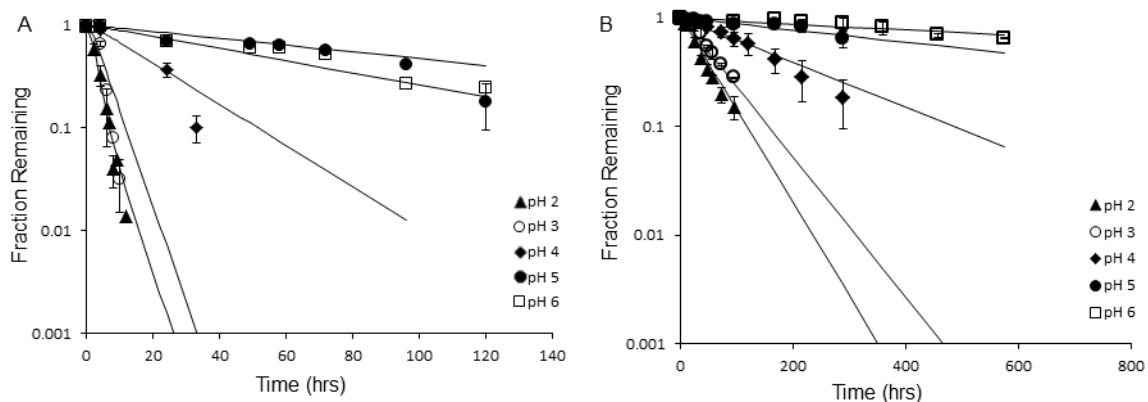 A
Fraction Remaining
1
0.1
0.01
0.001
0 20 40 60 80 100 120 140
Time (hrs)
pH 2
pH 3
pH 4
pH 5
pH 6
B
Fraction Remaining
1
0.1
0.01
0.001
0 200 400 600 800
Time (hrs)
pH 2
pH 3
pH 4
pH 5
pH 6